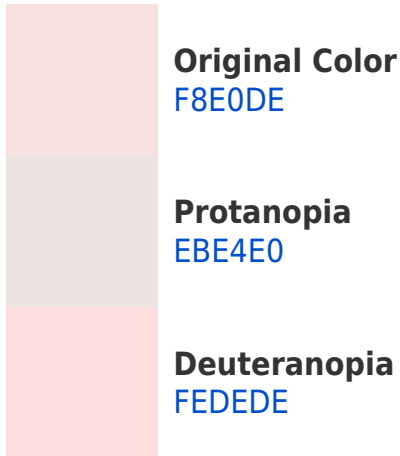 Original Color
F8E0DE
Protanopia
EBE4E0
Deuteranopia
FEDEDE